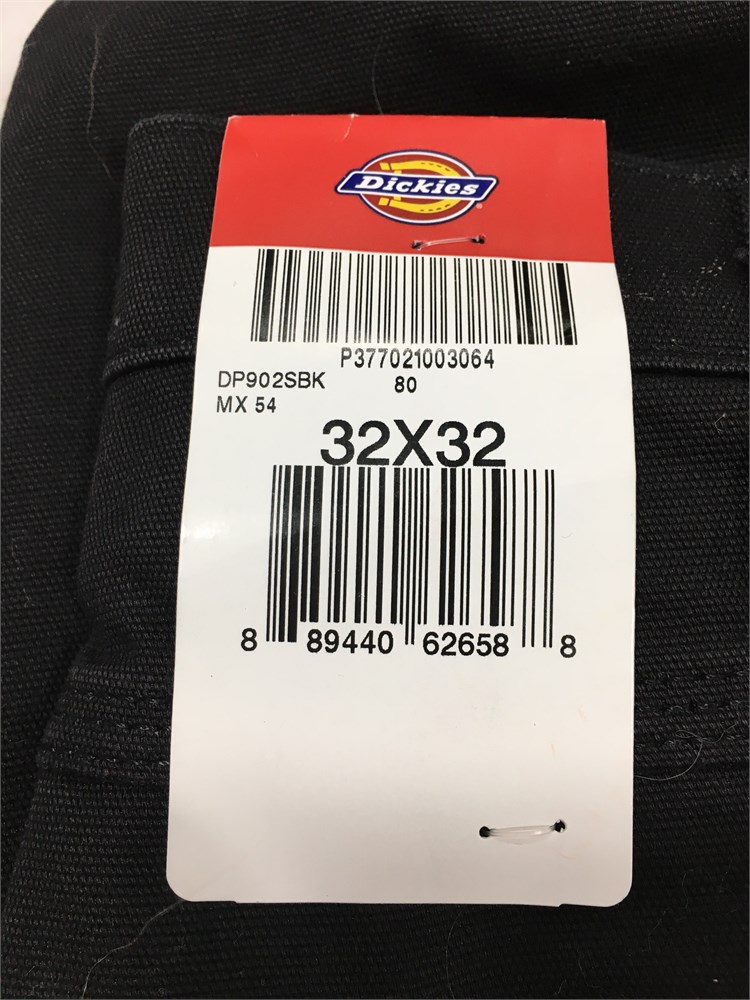 Dickies®
P377021003064
DP902SBK 80
MX 54
32X32
8 89440 62658 8